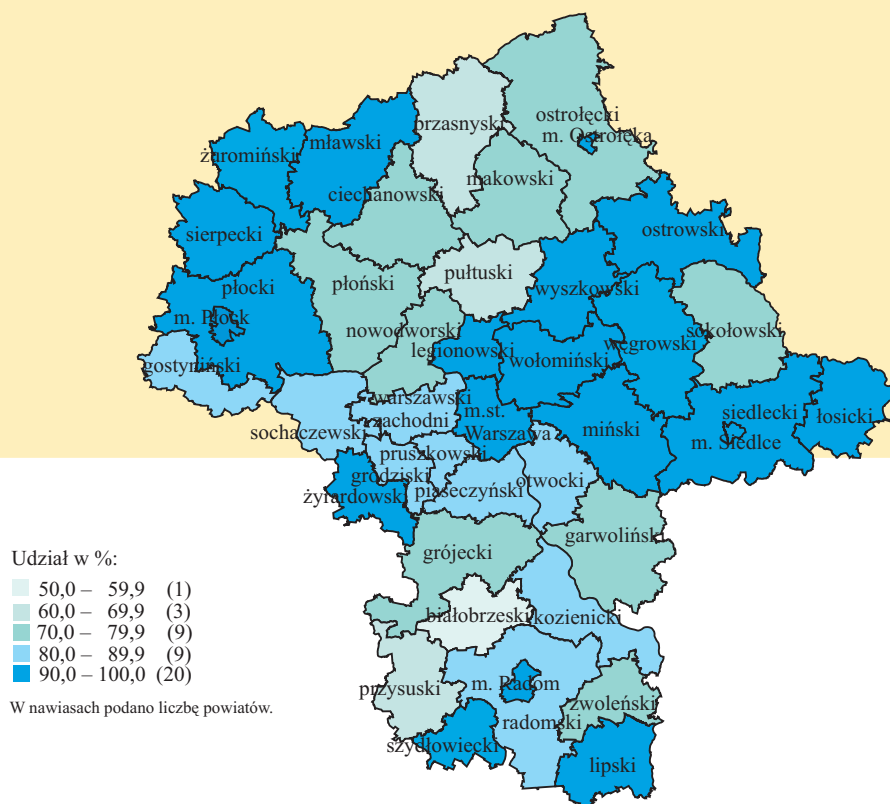 ostrołęcki
przasnyski
m. Ostrołęka
mławski
żuromiński
makowski
ciechanowski
sierpecki
ostrowski
pułtuski
płocki
płoński
wyszkowski
m. Płock
nowodworski
sokołowski
legionowski
węgrowski
wołomiński
gostyniński
warszawski
zachodni
m.st.
Warszawa
siedlecki
łosicki
sochaczewski
miński
m. Siedlce
pruszkowski
grodziski
otwocki
piaseczyński
żyrardowski
garwoliński
grójecki
Udział w %:
50,0 – 59,9 (1)
60,0 – 69,9 (3)
70,0 – 79,9 (9)
80,0 – 89,9 (9)
90,0 – 100,0 (20)
W nawiasach podano liczbę powiatów.
białobrzeski
kozienicki
przysuski
m. Radom
zwoleński
radomski
szydłowiecki
lipski